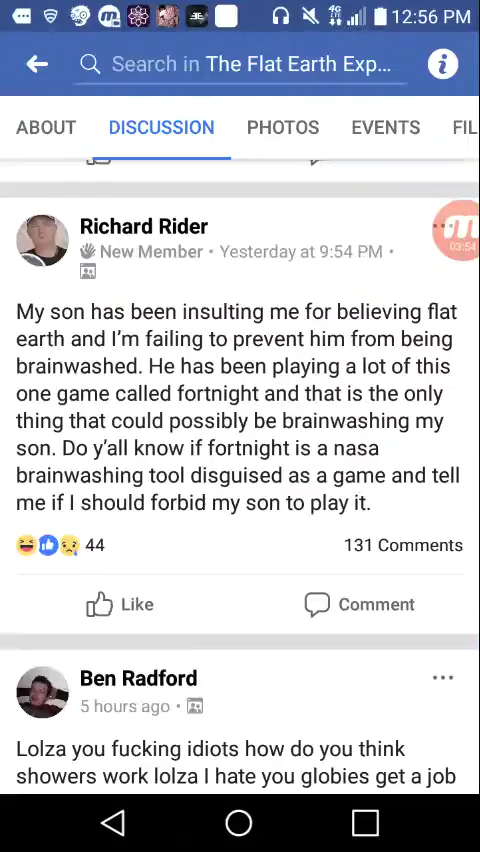 4G
12:56 PM
Search in The Flat Earth Exp...
ABOUT DISCUSSION PHOTOS EVENTS FIL
Richard Rider
New Member • Yesterday at 9:54 PM •
03:54
My son has been insulting me for believing flat
earth and I'm failing to prevent him from being
brainwashed. He has been playing a lot of this
one game called fortnight and that is the only
thing that could possibly be brainwashing my
son. Do y'all know if fortnight is a nasa
brainwashing tool disguised as a game and tell
me if I should forbid my son to play it.
44 131 Comments
Like Comment
Ben Radford
5 hours ago •
Lolza you fucking idiots how do you think
showers work lolza I hate you globies get a job